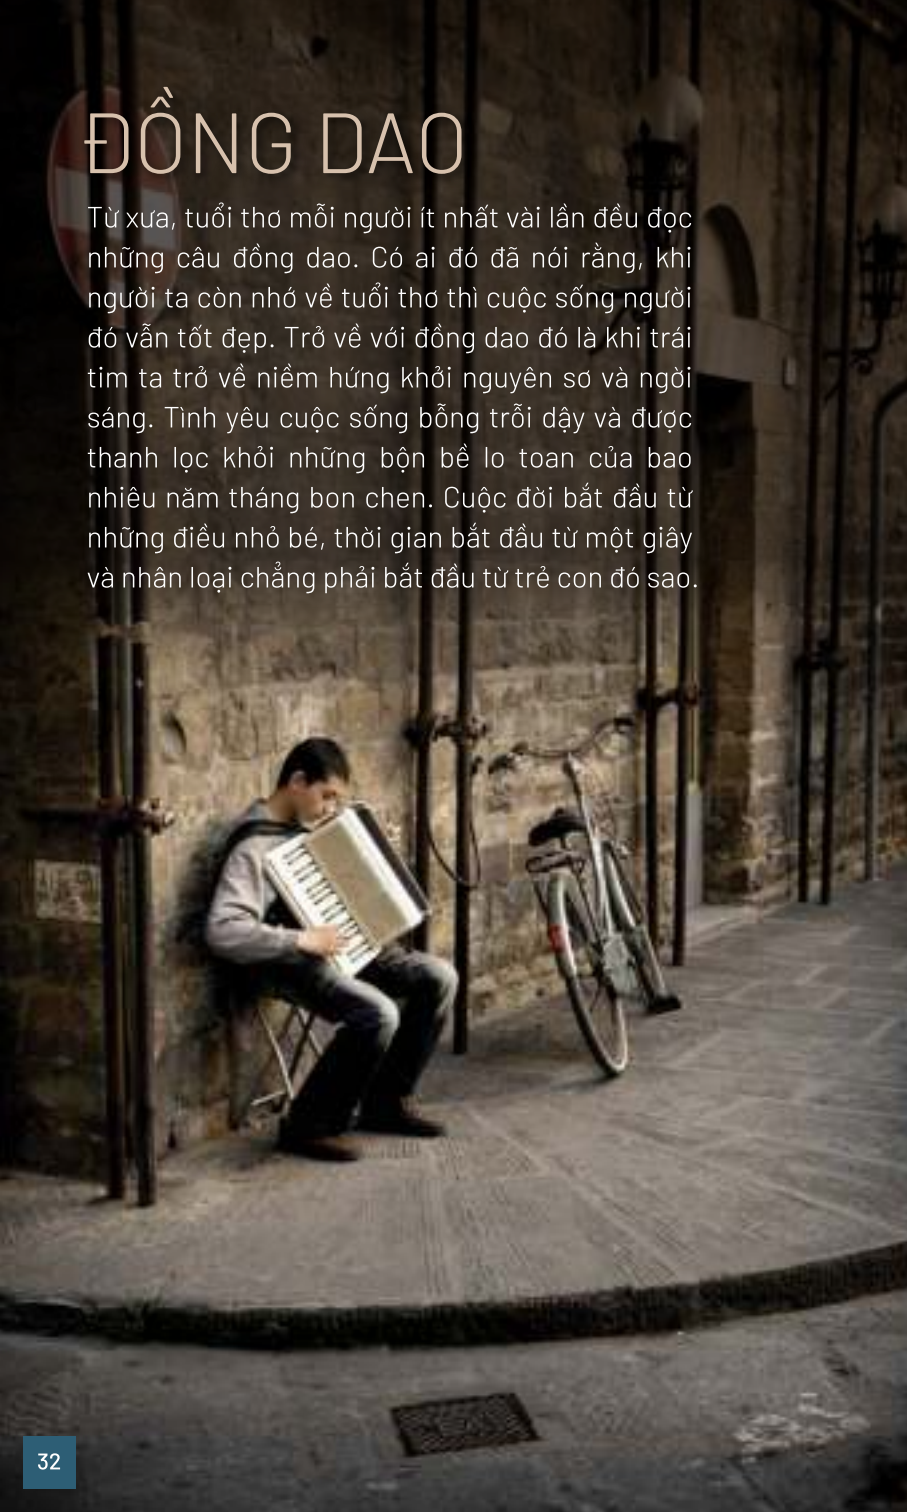 ĐỒNG DAO
Từ xưa, tuổi thơ mỗi người ít nhất vài lần đều đọc
những câu đồng dao. Có ai đó đã nói rằng, khi
người ta còn nhớ về tuổi thơ thì cuộc sống người
đó vẫn tốt đẹp. Trở về với đồng dao đó là khi trái
tim ta trở về niềm hứng khởi nguyên sơ và ngời
sáng. Tình yêu cuộc sống bỗng trỗi dậy và được
thanh lọc khỏi những bộn bề lo toan của bao
nhiêu năm tháng bon chen. Cuộc đời bắt đầu từ
những điều nhỏ bé, thời gian bắt đầu từ một giây
và nhân loại chẳng phải bắt đầu từ trẻ con đó sao.
32